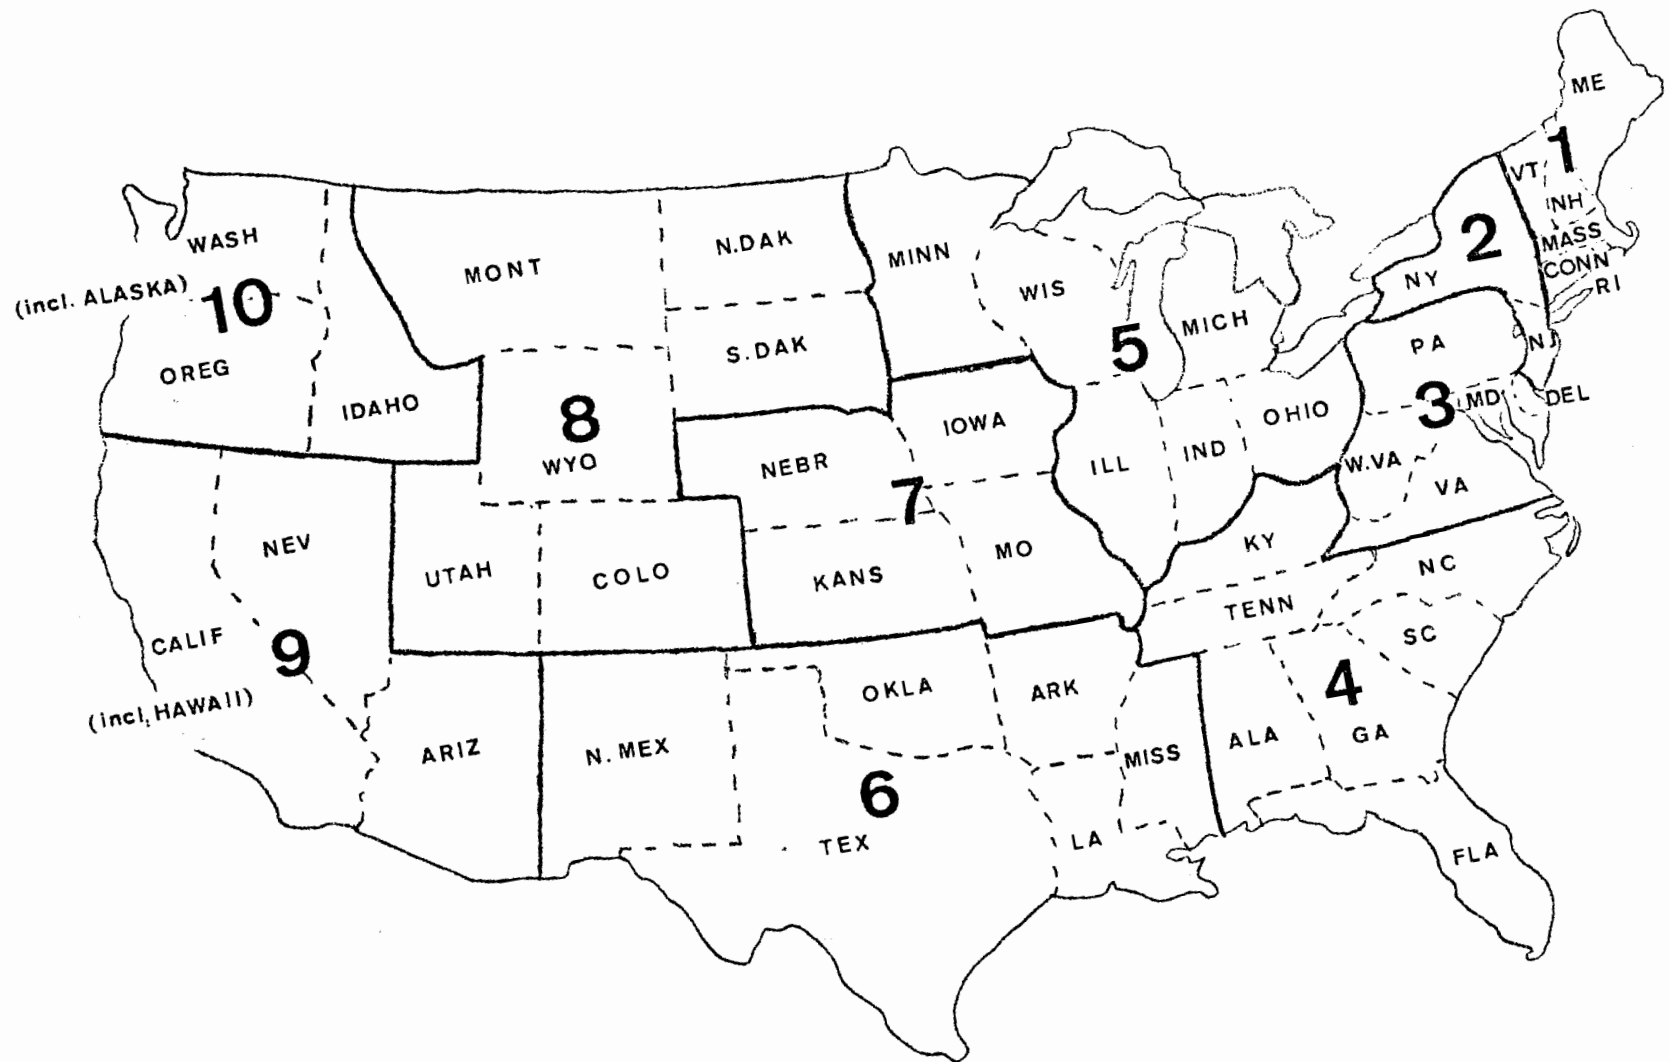 ME
1
VT
NH
MASS
CONN
RI
2
NY
NJ
PA
3
MD
DEL
W.VA
VA
WASH
(incl. ALASKA)
10
OREG
IDAHO
MONT
N.DAK
S.DAK
8
WYO
UTAH
COLO
MINN
WIS
5
MICH
ILL
IND
OHIO
IOWA
NEBR
7
KANS
MO
KY
TENN
NC
SC
4
GA
ALA
FLA
NEV
CALIF
9
(incl. HAWAII)
ARIZ
N. MEX
OKLA
ARK
6
TEX
LA
MISS